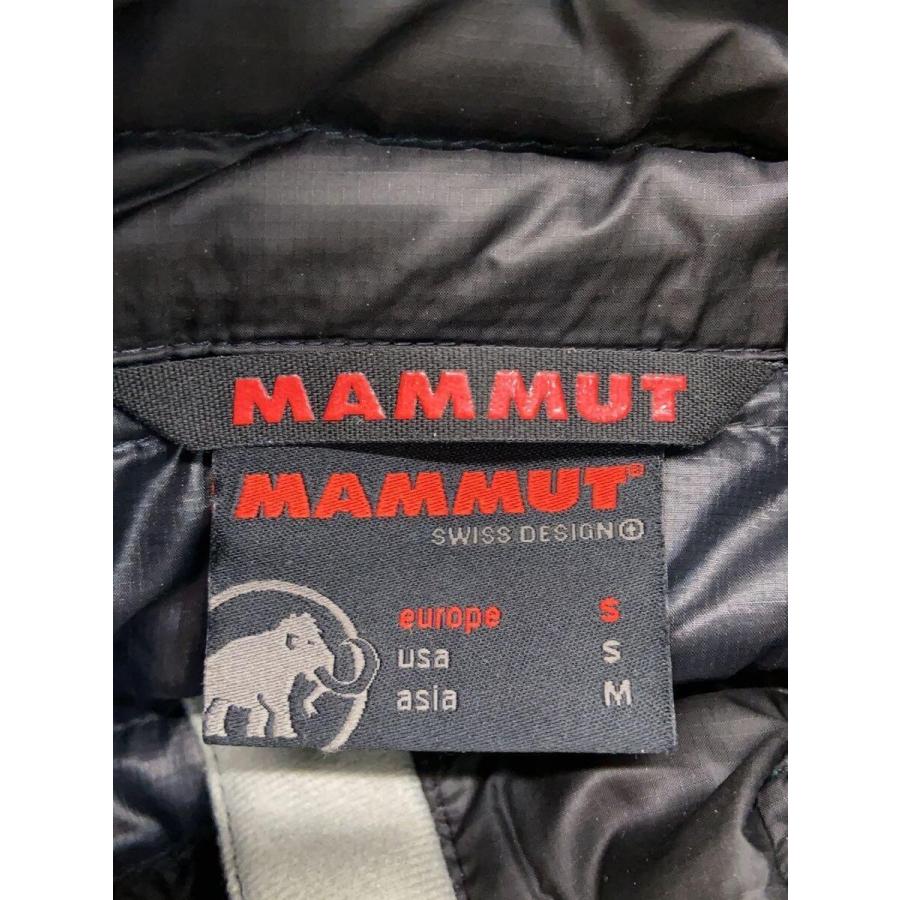 MAMMUT
MAMMUT®
SWISS DESIGN
europe S
usa S
asia M